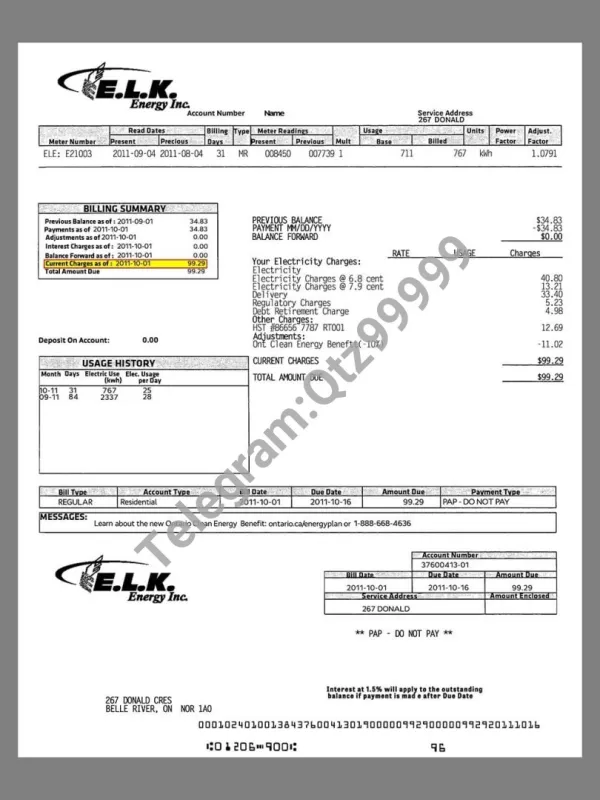 E.L.K.
Energy Inc.
Account Number Name Service Address
267 DONALD
Read Dates Billing Type Meter Readings Usage Units Power Adjust.
Meter Number Present Precious Days Present Previous Mult Base Billed Factor Factor
ELE: E21003 2011-09-04 2011-08-04 31 MR 008450 007739 1 711 767 kWh 1.0791
BILLING SUMMARY
Previous Balance as of : 2011-09-01 34.83
Payments as of 2011-10-01 34.83
Adjustments as of 2011-10-01 0.00
Interest Charges as of : 2011-10-01 0.00
Balance Forward as of : 2011-10-01 0.00
Current Charges as of : 2011-10-01 99.29
Total Amount Due 99.29
PREVIOUS BALANCE $34.83
PAYMENT MM/DD/YYYY -$34.83
BALANCE FORWARD $0.00
RATE USAGE Charges
Your Electricity Charges:
Electricity
Electricity Charges @ 6.8 cent 40.80
Electricity Charges @ 7.9 cent 13.21
Delivery 33.40
Regulatory Charges 5.23
Debt Retirement Charge 4.98
Other Charges:
HST #B6656 7787 RT001 12.69
Adjustments:
Ont Clean Energy Benefit(-10%) -11.02
CURRENT CHARGES $99.29
TOTAL AMOUNT DUE $99.29
Deposit On Account: 0.00
USAGE HISTORY
Month Days Electric Use Elec. Usage
(kwh) per Day
10-11 31 767 25
09-11 84 2337 28
Bill Type Account Type Bill Date Due Date Amount Due Payment Type
REGULAR Residential 2011-10-01 2011-10-16 99.29 PAP - DO NOT PAY
MESSAGES: Learn about the new Ontario Clean Energy Benefit: ontario.ca/energyplan or 1-888-668-4636
Telegram:Qtz99999
E.L.K.
Energy Inc.
Account Number
37600413-01
Bill Date Due Date Amount Due
2011-10-01 2011-10-16 99.29
Service Address Amount Enclosed
267 DONALD
** PAP - DO NOT PAY **
Interest at 1.5% will apply to the outstanding
balance if payment is mad e after Due Date
267 DONALD CRES
BELLE RIVER, ON NOR 1A0
0001024010013843760041301900000992900000992920111016
⑆01206⑉900⑆ 96